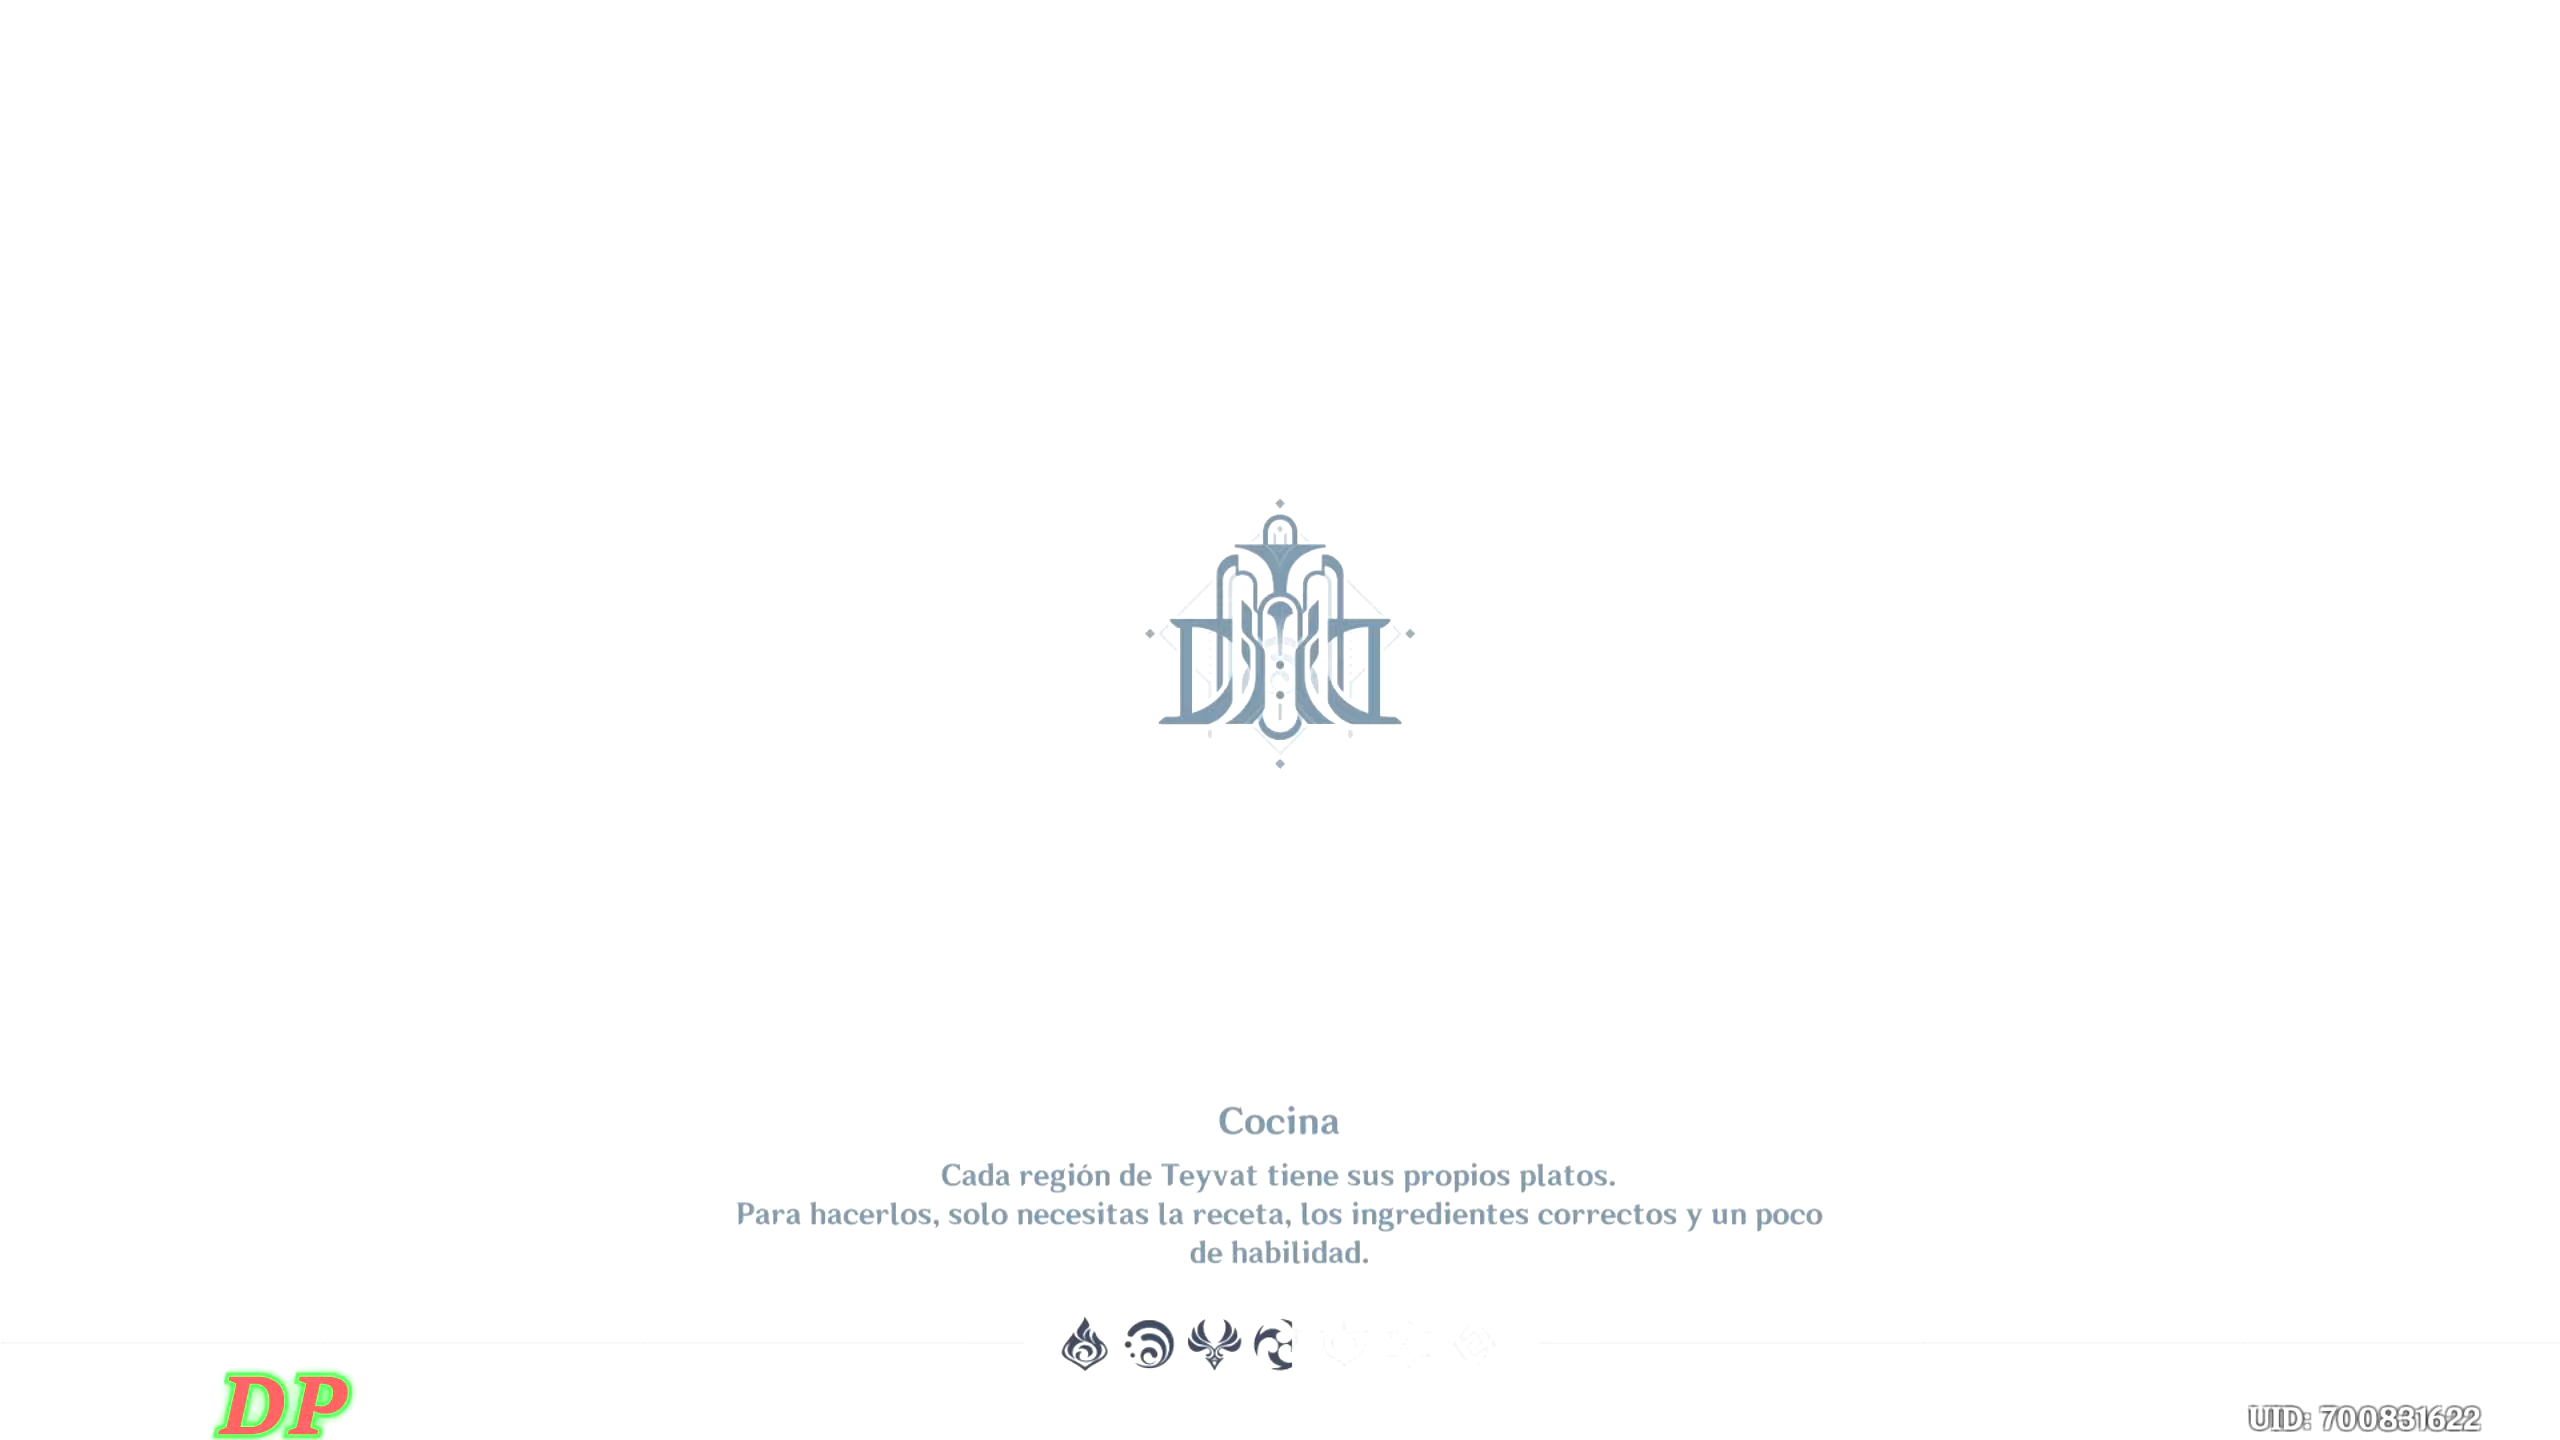 Cocina
Cada región de Teyvat tiene sus propios platos.
Para hacerlos, solo necesitas la receta, los ingredientes correctos y un poco
de habilidad.
DP
UID: 700831622